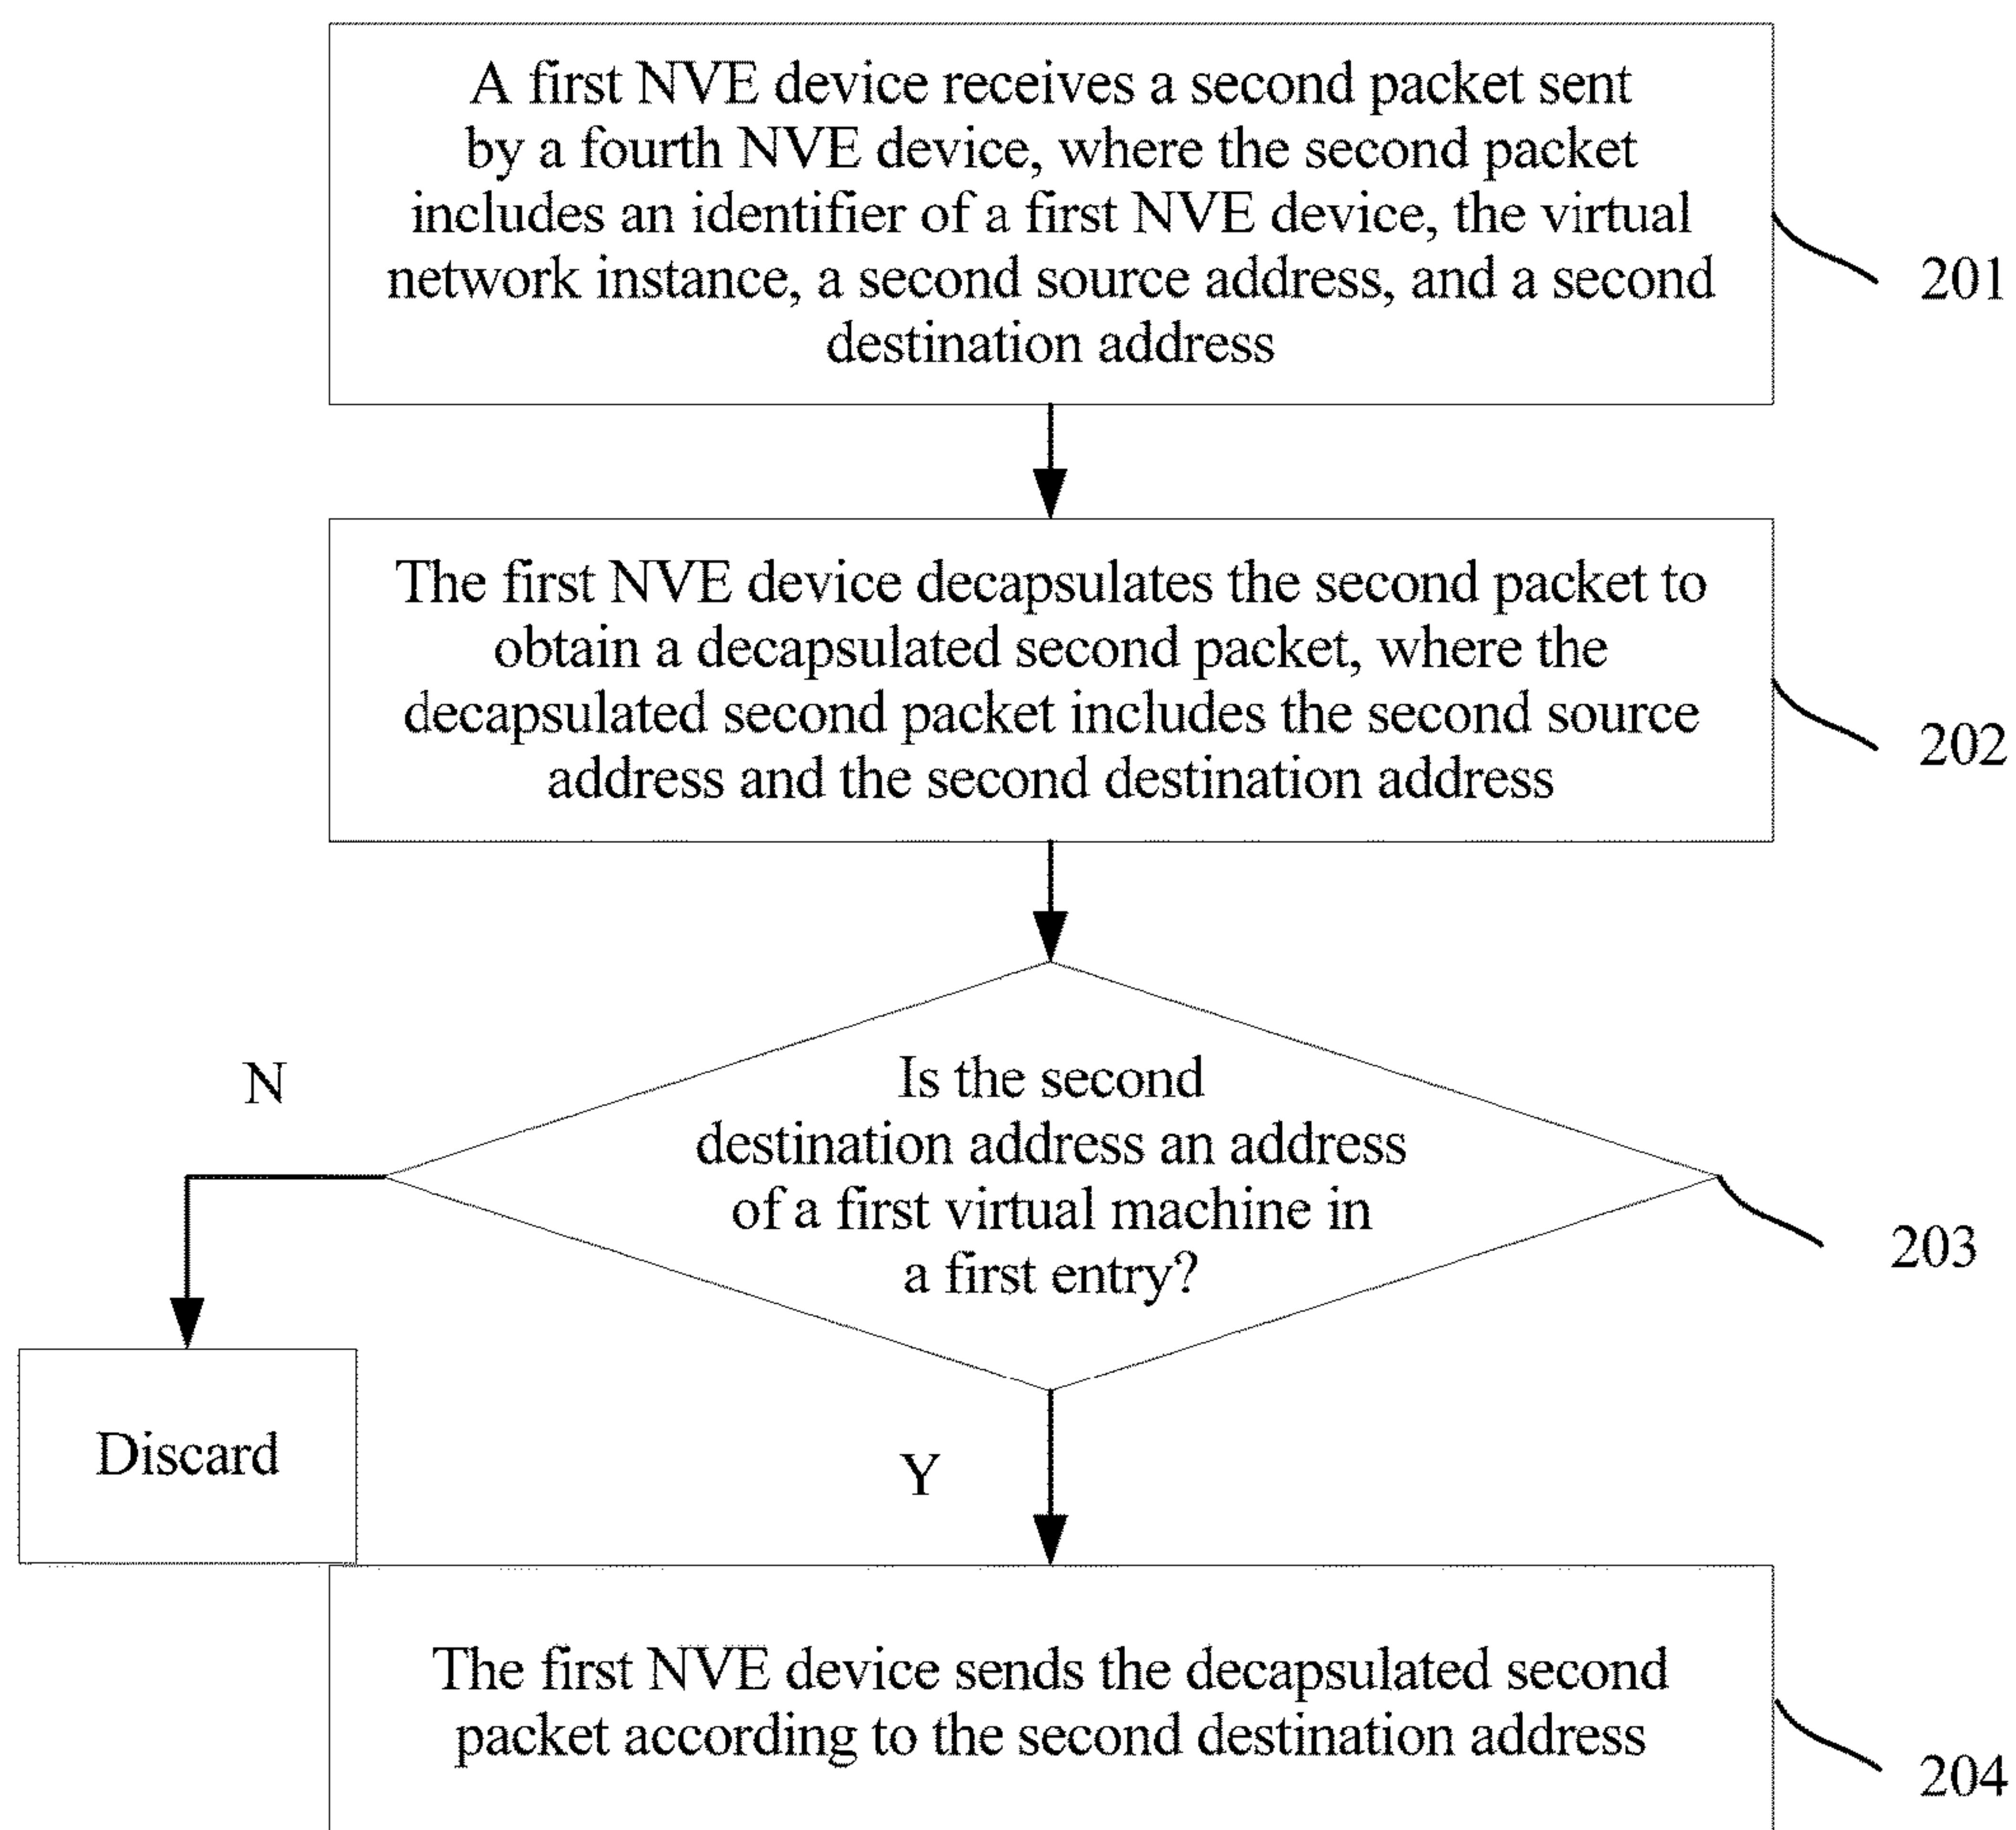 A first NVE device receives a second packet sent
by a fourth NVE device, where the second packet
includes an identifier of a first NVE device, the virtual
network instance, a second source address, and a second
destination address
201
The first NVE device decapsulates the second packet to
obtain a decapsulated second packet, where the
decapsulated second packet includes the second source
address and the second destination address
202
Is the second
destination address an address
of a first virtual machine in
a first entry?
203
N
Discard
Y
The first NVE device sends the decapsulated second
packet according to the second destination address
204